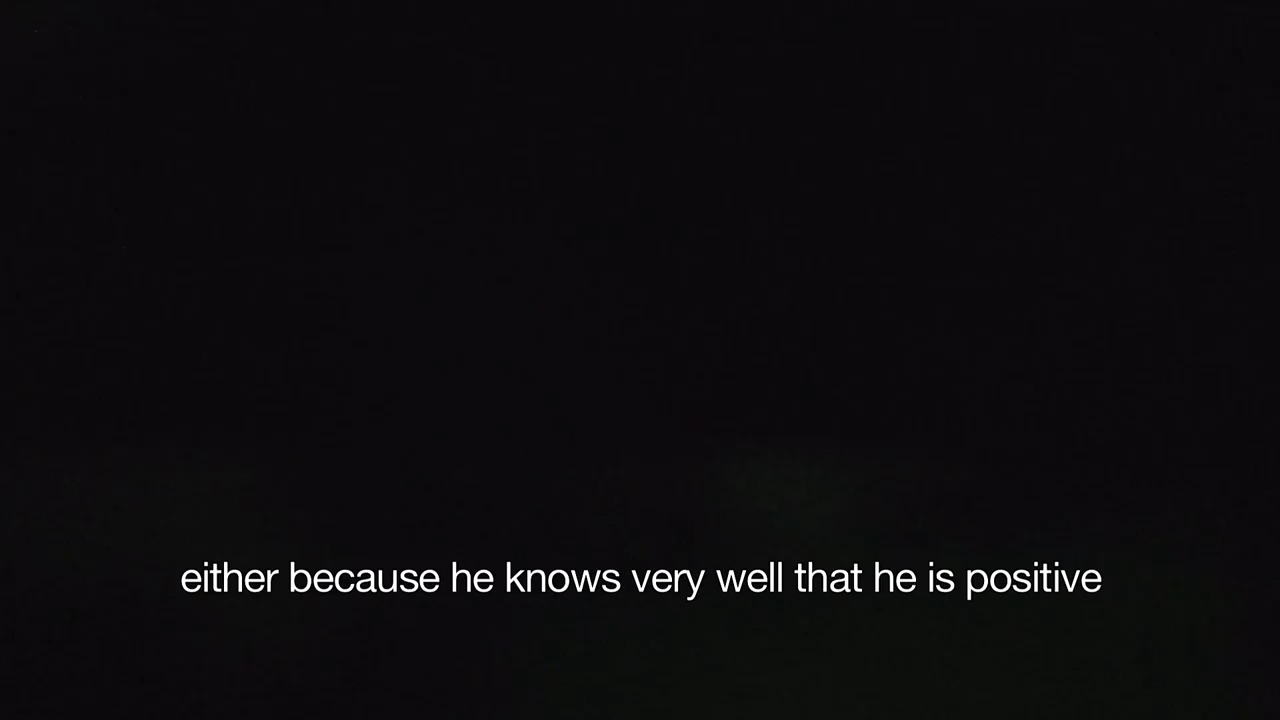 either because he knows very well that he is positive